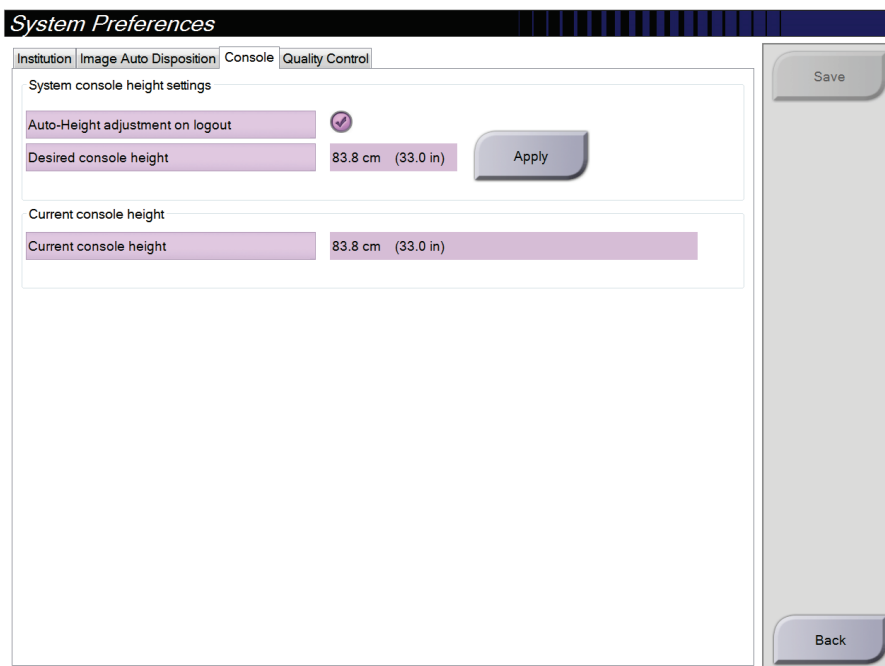 System Preferences
Institution Image Auto Disposition Console Quality Control
Save
System console height settings
Auto-Height adjustment on logout
Desired console height 83.8 cm (33.0 in) Apply
Current console height
Current console height 83.8 cm (33.0 in)
Back